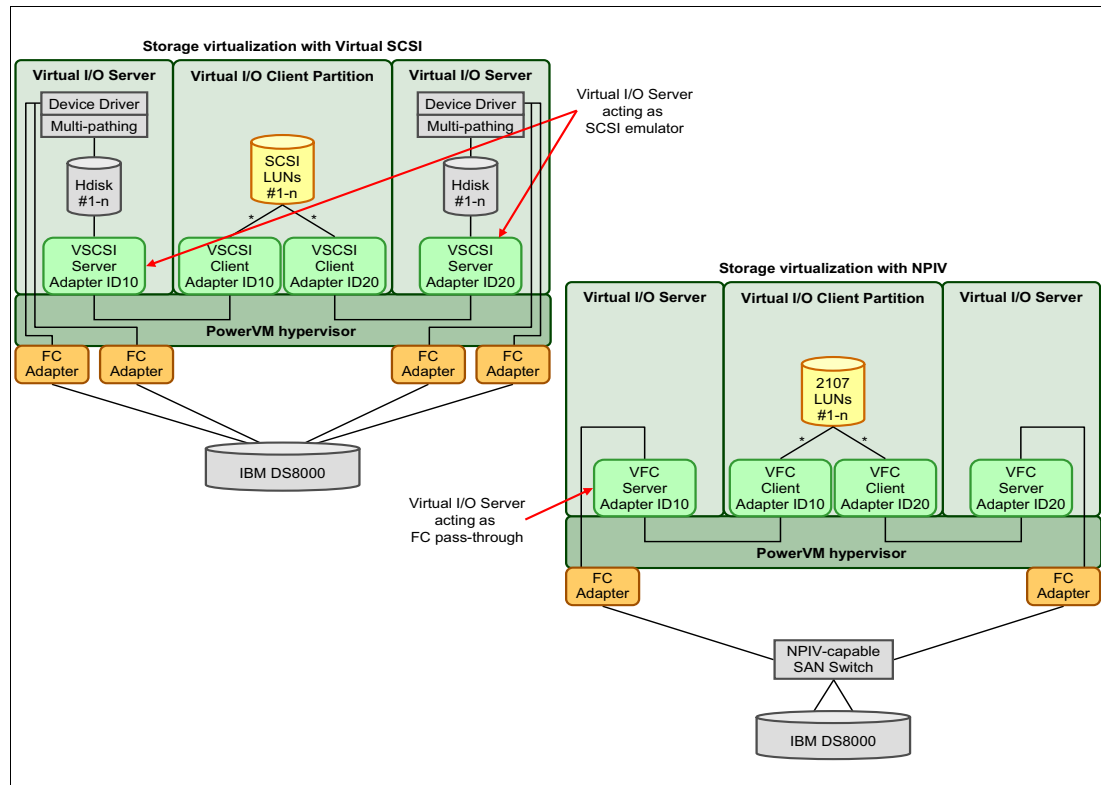 Storage virtualization with Virtual SCSI
Virtual I/O Server
Virtual I/O Client Partition
Virtual I/O Server
Device Driver
Multi-pathing
Hdisk
#1-n
SCSI
LUNs
#1-n
*
*
Device Driver
Multi-pathing
Hdisk
#1-n
VSCSI
Server
Adapter ID10
VSCSI
Client
Adapter ID10
VSCSI
Client
Adapter ID20
VSCSI
Server
Adapter ID20
PowerVM hypervisor
FC
Adapter
FC
Adapter
FC
Adapter
FC
Adapter
IBM DS8000
Virtual I/O Server
acting as
SCSI emulator
Storage virtualization with NPIV
Virtual I/O Server
Virtual I/O Client Partition
Virtual I/O Server
2107
LUNs
#1-n
*
*
VFC
Server
Adapter ID10
VFC
Client
Adapter ID10
VFC
Client
Adapter ID20
VFC
Server
Adapter ID20
Virtual I/O Server
acting as
FC pass-through
PowerVM hypervisor
FC
Adapter
FC
Adapter
NPIV-capable
SAN Switch
IBM DS8000